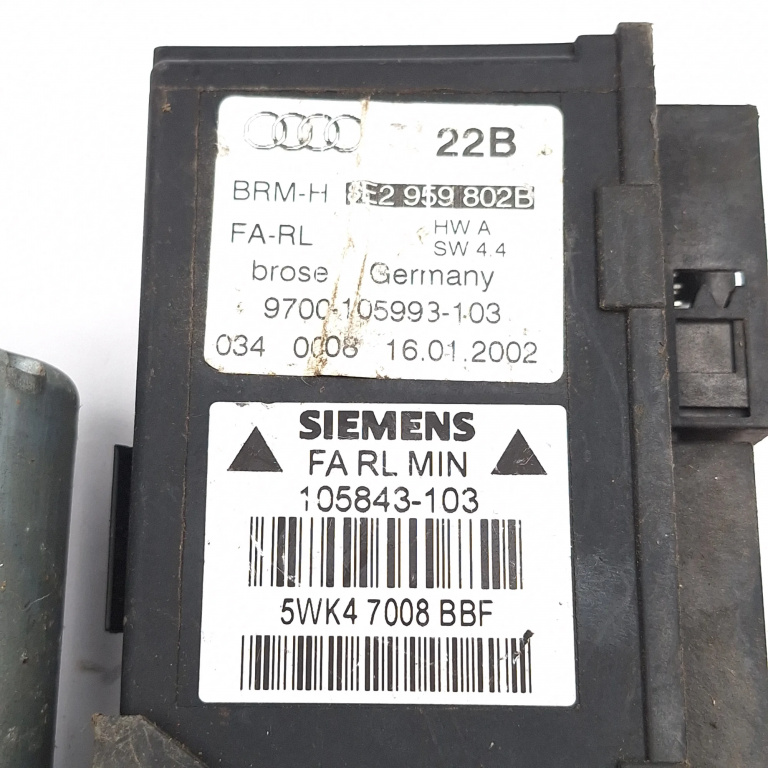 22B
BRM-H 8E2 959 802B
FA-RL HW A
SW 4.4
brose Germany
9700-105993-103
034 0008 16.01.2002
SIEMENS
FA RL MIN
105843-103
5WK4 7008 BBF